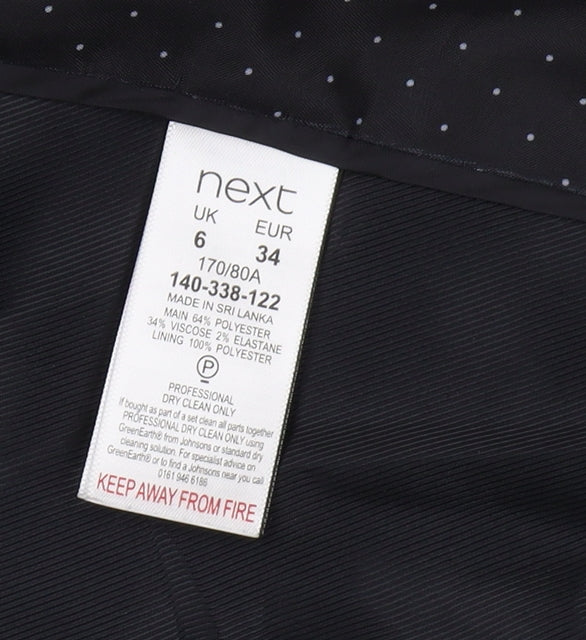 next
UK EUR
6 34
170/80A
140-338-122
MADE IN SRI LANKA
MAIN 64% POLYESTER
34% VISCOSE 2% ELASTANE
LINING 100% POLYESTER
P
PROFESSIONAL
DRY CLEAN ONLY
If bought as part of a set clean all parts together
PROFESSIONAL DRY CLEAN ONLY using
GreenEarth® from Johnsons or standard dry
cleaning solution. For specialist advice on
GreenEarth® or to find a Johnsons near you call
0161 946 6186
KEEP AWAY FROM FIRE